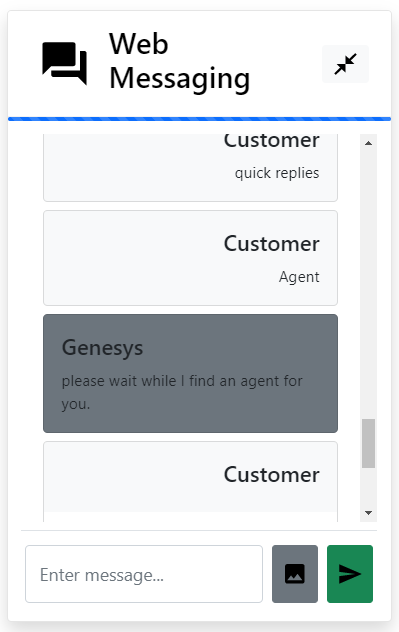 Web
Messaging
Customer
quick replies
Customer
Agent
Genesys
please wait while I find an agent for
you.
Customer
Enter message...